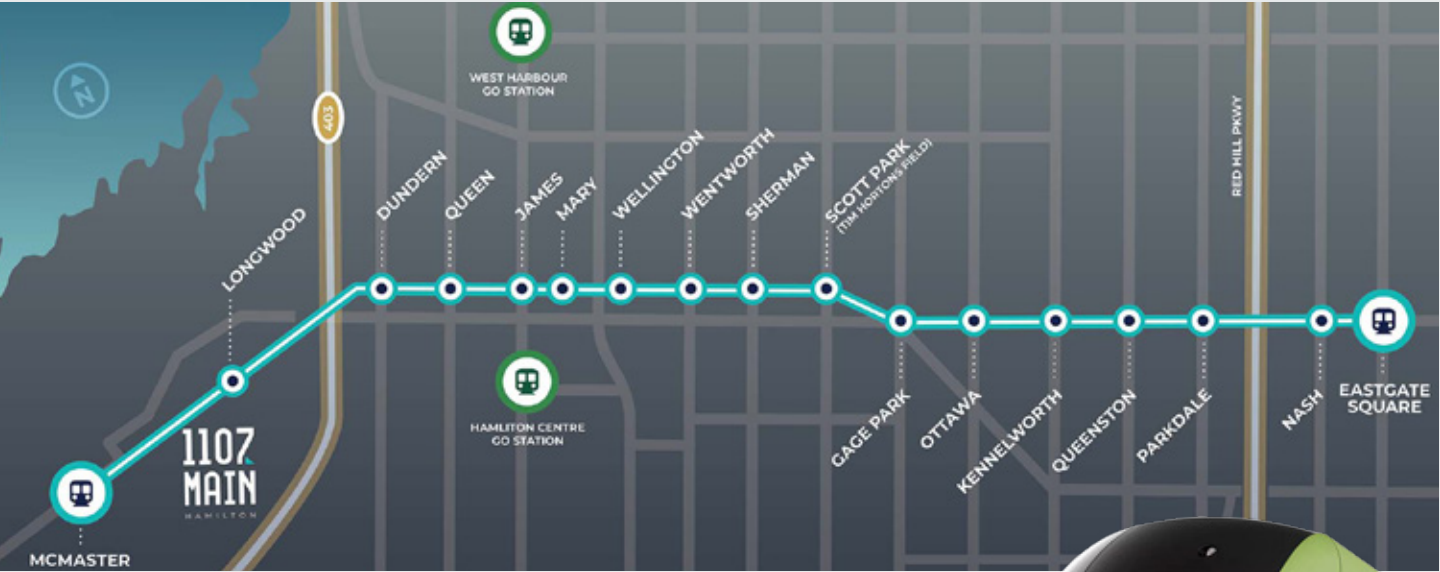 WEST HARBOUR
GO STATION
N
403
RED HILL PKWY
LONGWOOD
DUNDERN
QUEEN
JAMES
MARY
WELLINGTON
WENTWORTH
SHERMAN
SCOTT PARK
(TIM HORTONS FIELD)
HAMLITON CENTRE
GO STATION
GAGE PARK
OTTAWA
KENNELWORTH
QUEENSTON
PARKDALE
NASH
EASTGATE
SQUARE
1107
MAIN
HAMILTON
MCMASTER